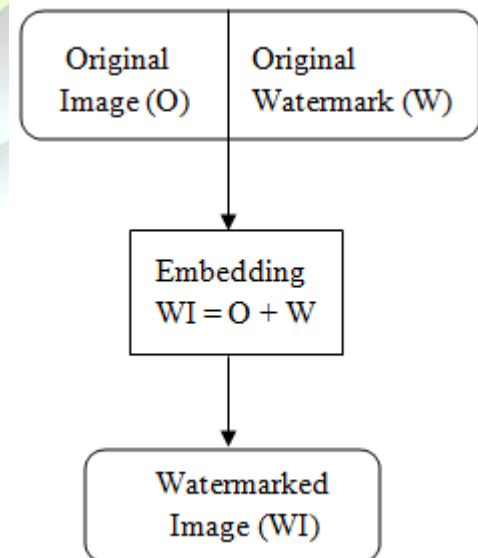 Original
Image (O)
Original
Watermark (W)
Embedding
WI = O + W
Watermarked
Image (WI)